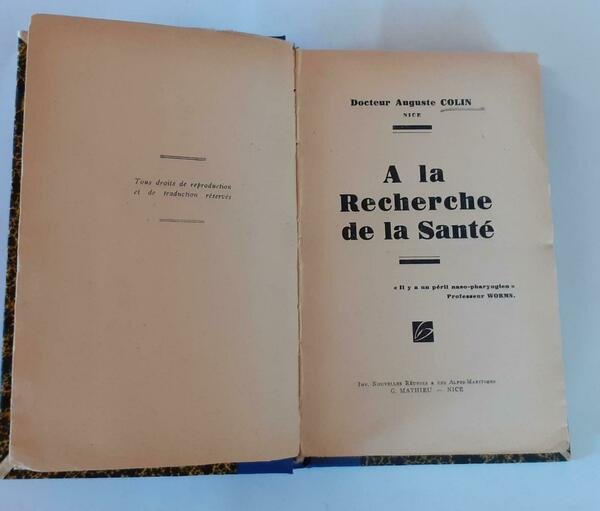 Tous droits de reproduction
et de traduction réservés
Docteur Auguste COLIN
NICE
A la
Recherche
de la Santé
« Il y a un péril naso-pharyngien »
Professeur WORMS.
Imp. Nouvelles Réunies & des Alpes-Maritimes
G. MATHIEU — NICE